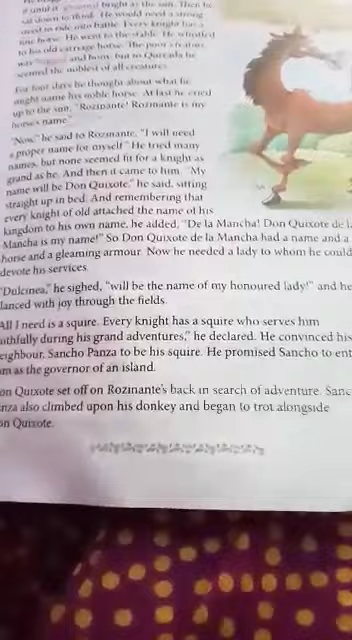 bright as the sun. Then he
sat down to think. He would need a strong
steed to ride into battle. Every knight has a
fine horse. He went to the stable. He whistled
to his old carriage horse. The poor creature
was and bony, but to Quixada he
seemed the noblest of all creatures.
For four days he thought about what he
might name his noble horse. At last he cried
up to the sun, "Rozinante! Rozinante is my
horse's name."
"Now," he said to Rozinante, "I will need
a proper name for myself." He tried many
names, but none seemed fit for a knight as
grand as he. And then it came to him. "My
name will be Don Quixote," he said, sitting
straight up in bed. And remembering that
every knight of old attached the name of his
kingdom to his own name, he added, "De la Mancha! Don Quixote de l
Mancha is my name!" So Don Quixote de la Mancha had a name and a
horse and a gleaming armour. Now he needed a lady to whom he could
devote his services.
"Dulcinea," he sighed, "will be the name of my honoured lady!" and he
lanced with joy through the fields.
All I need is a squire. Every knight has a squire who serves him
aithfully during his grand adventures," he declared. He convinced his
eighbour, Sancho Panza to be his squire. He promised Sancho to ent
m as the governor of an island.
on Quixote set off on Rozinante's back in search of adventure. Sanc
nza also climbed upon his donkey and began to trot alongside
on Quixote.